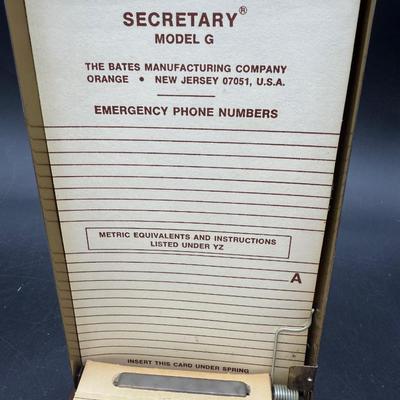 SECRETARY®
MODEL G
THE BATES MANUFACTURING COMPANY
ORANGE • NEW JERSEY 07051, U.S.A.
EMERGENCY PHONE NUMBERS
METRIC EQUIVALENTS AND INSTRUCTIONS
LISTED UNDER YZ
A
INSERT THIS CARD UNDER SPRING